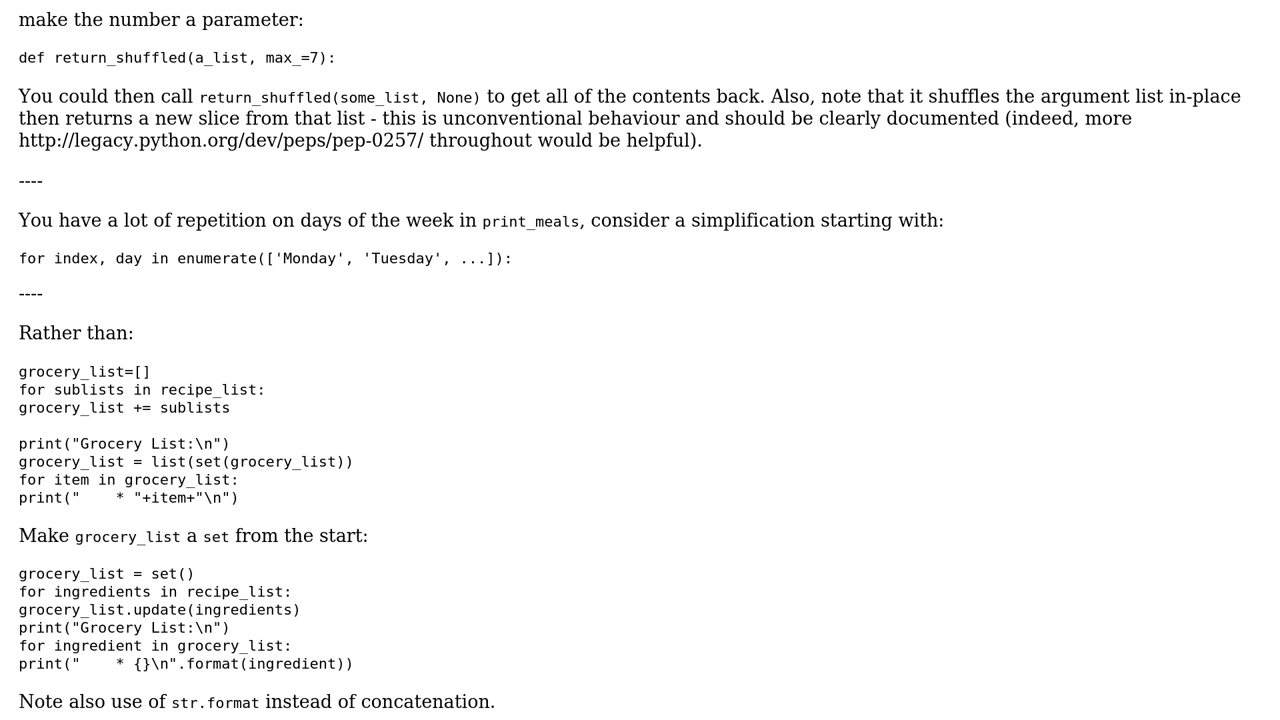 make the number a parameter:
def return_shuffled(a_list, max_=7):
You could then call return_shuffled(some_list, None) to get all of the contents back. Also, note that it shuffles the argument list in-place
then returns a new slice from that list - this is unconventional behaviour and should be clearly documented (indeed, more
http://legacy.python.org/dev/peps/pep-0257/ throughout would be helpful).
----
You have a lot of repetition on days of the week in print_meals, consider a simplification starting with:
for index, day in enumerate(['Monday', 'Tuesday', ...]):
----
Rather than:
grocery_list=[]
for sublists in recipe_list:
grocery_list += sublists
print("Grocery List:\n")
grocery_list = list(set(grocery_list))
for item in grocery_list:
print("    * "+item+"\n")
Make grocery_list a set from the start:
grocery_list = set()
for ingredients in recipe_list:
grocery_list.update(ingredients)
print("Grocery List:\n")
for ingredient in grocery_list:
print("    * {}\n".format(ingredient))
Note also use of str.format instead of concatenation.